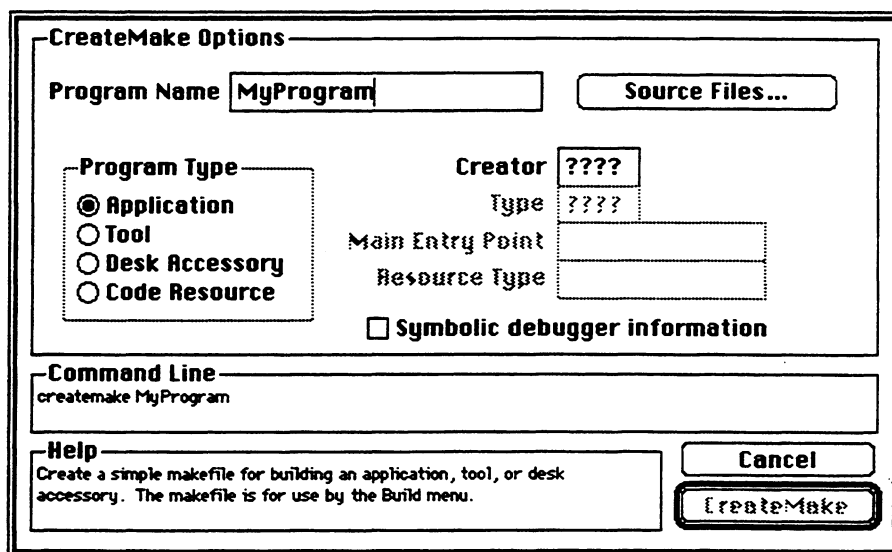 CreateMake Options
Program Name MyProgram Source Files...
Program Type
Application
Tool
Desk Accessory
Code Resource
Creator ????
Type ????
Main Entry Point
Resource Type
Symbolic debugger information
Command Line
createmake MyProgram
Help
Create a simple makefile for building an application, tool, or desk
accessory. The makefile is for use by the Build menu.
Cancel
CreateMake